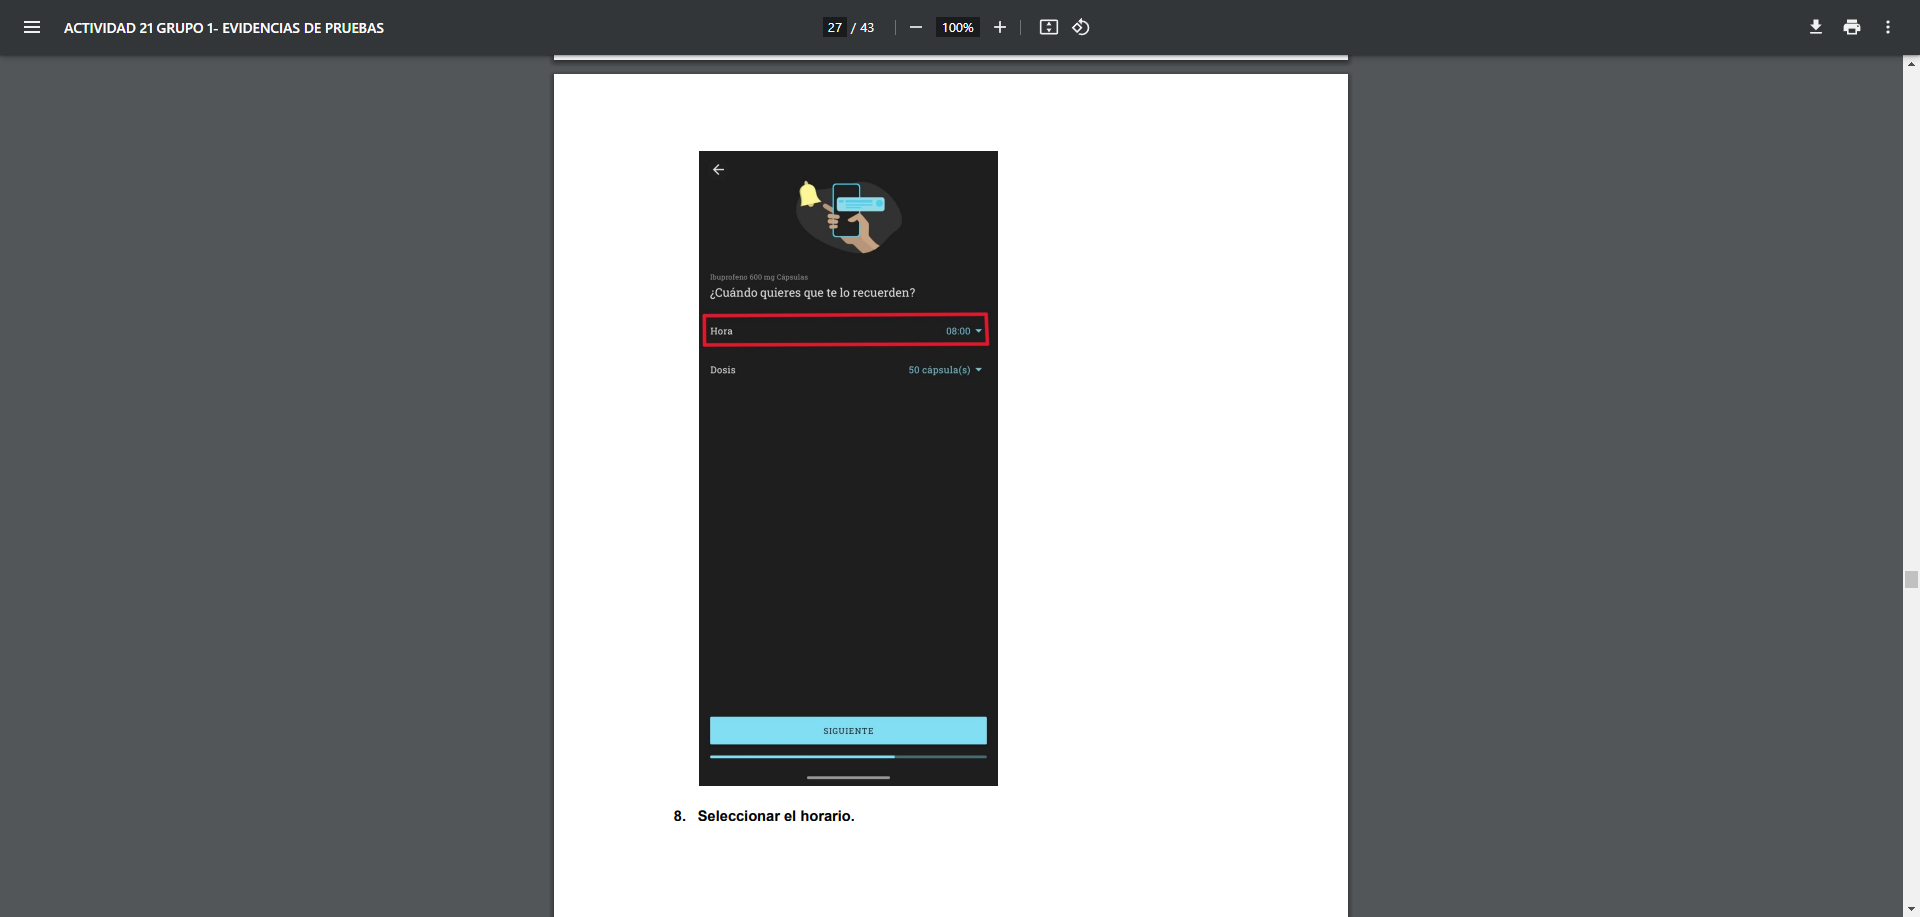 ACTIVIDAD 21 GRUPO 1- EVIDENCIAS DE PRUEBAS
27 / 43
100%
Ibuprofeno 600 mg Cápsulas
¿Cuándo quieres que te lo recuerden?
Hora 08:00
Dosis 50 cápsula(s)
SIGUIENTE
8. Seleccionar el horario.